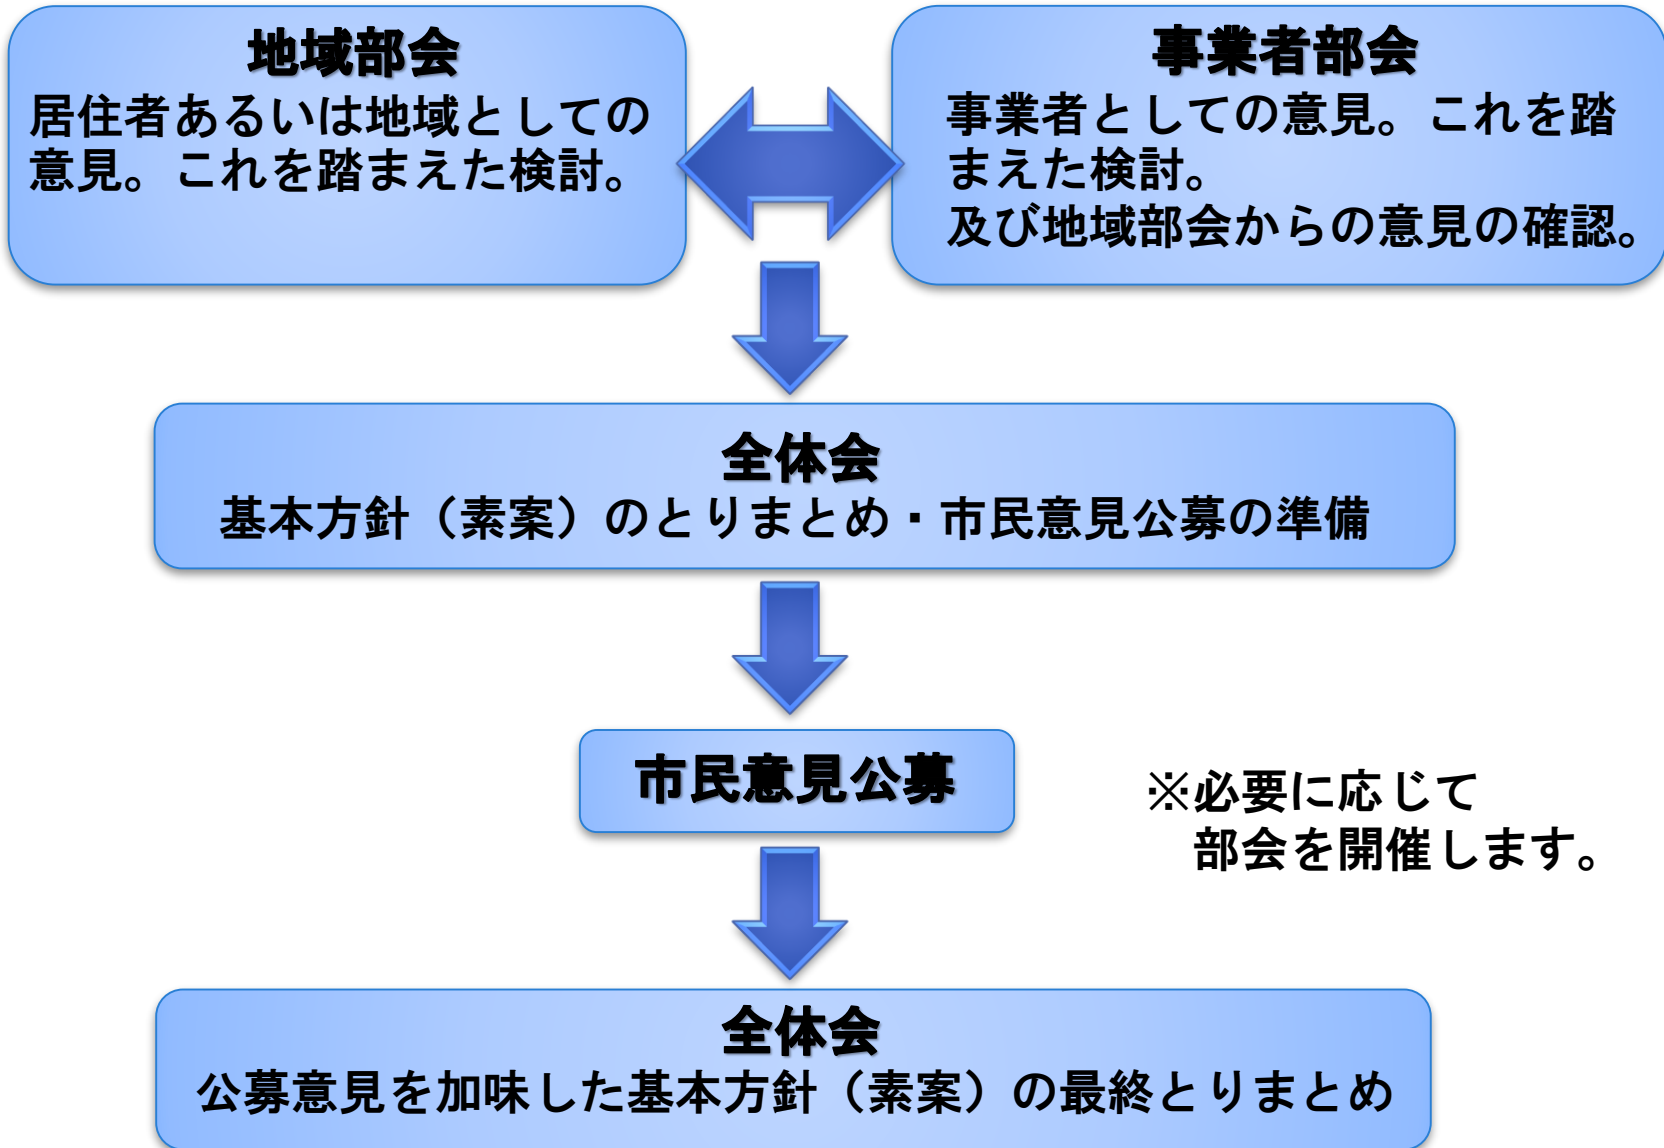 地域部会
居住者あるいは地域としての
意見。これを踏まえた検討。
事業者部会
事業者としての意見。これを踏
まえた検討。
及び地域部会からの意見の確認。
全体会
基本方針（素案）のとりまとめ・市民意見公募の準備
市民意見公募
※必要に応じて
部会を開催します。
全体会
公募意見を加味した基本方針（素案）の最終とりまとめ